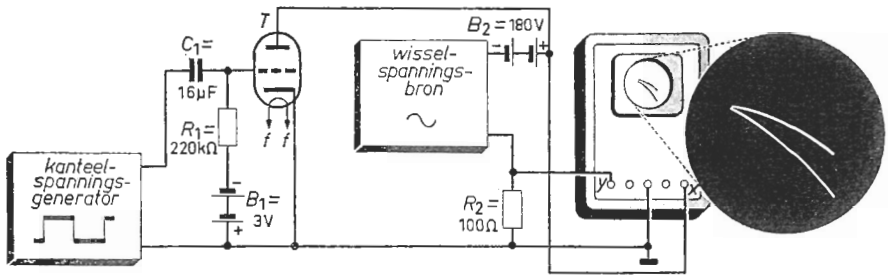 T
C₁=
16µF
R₁=
220kΩ
f f
kanteel-
spannings-
generator
B₁=
3V
-
+
wissel-
spannings-
bron
B₂=180V
- +
R₂=
100Ω
y
x